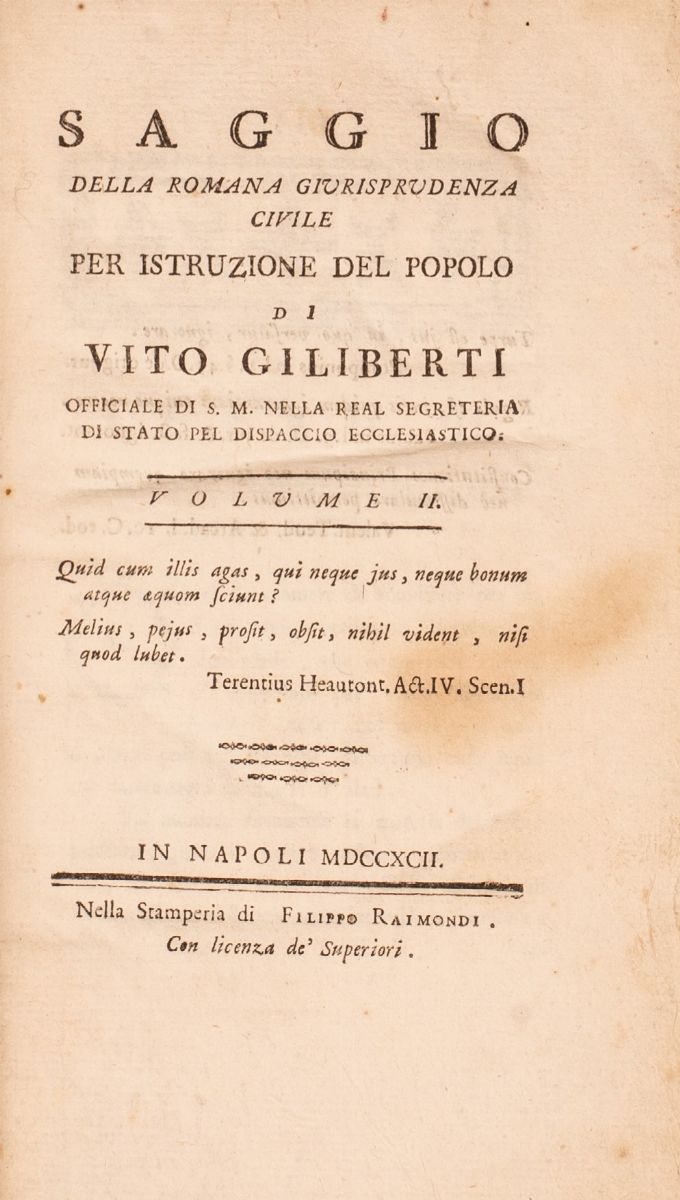 SAGGIO
DELLA ROMANA GIVRISPRVDENZA
CIVILE
PER ISTRUZIONE DEL POPOLO
DI
VITO GILIBERTI
OFFICIALE DI S. M. NELLA REAL SEGRETERIA
DI STATO PEL DISPACCIO ECCLESIASTICO.
VOLVME II.
Quid cum illis agas, qui neque jus, neque bonum
atque æquom ſciunt?
Melius, pejus, proſit, obſit, nihil vident, niſi
quod lubet.
Terentius Heautont. Act. IV. Scen. I
IN NAPOLI MDCCXCII.
Nella Stamperia di FILIPPO RAIMONDI.
Con licenza de' Superiori.